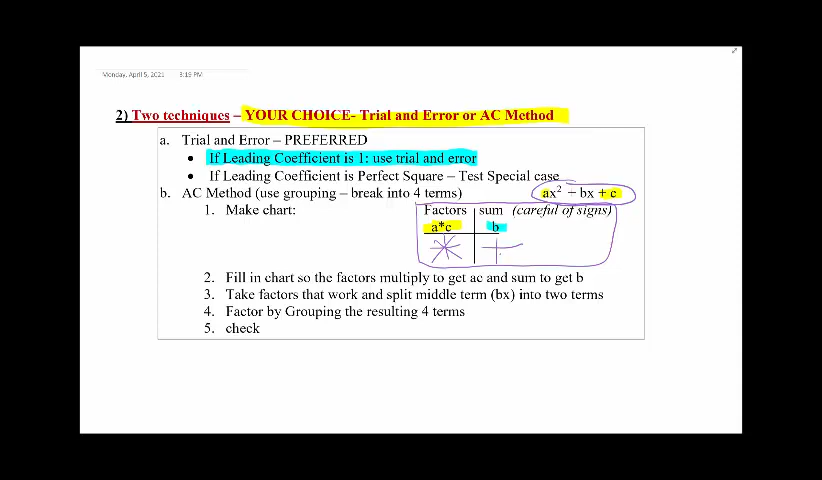 Monday, April 5, 2021 3:19 PM
2) Two techniques – YOUR CHOICE- Trial and Error or AC Method
a. Trial and Error – PREFERRED
• If Leading Coefficient is 1: use trial and error
• If Leading Coefficient is Perfect Square – Test Special case
b. AC Method (use grouping – break into 4 terms) ax² + bx + c
1. Make chart: Factors sum (careful of signs)
a*c b
* +
2. Fill in chart so the factors multiply to get ac and sum to get b
3. Take factors that work and split middle term (bx) into two terms
4. Factor by Grouping the resulting 4 terms
5. check